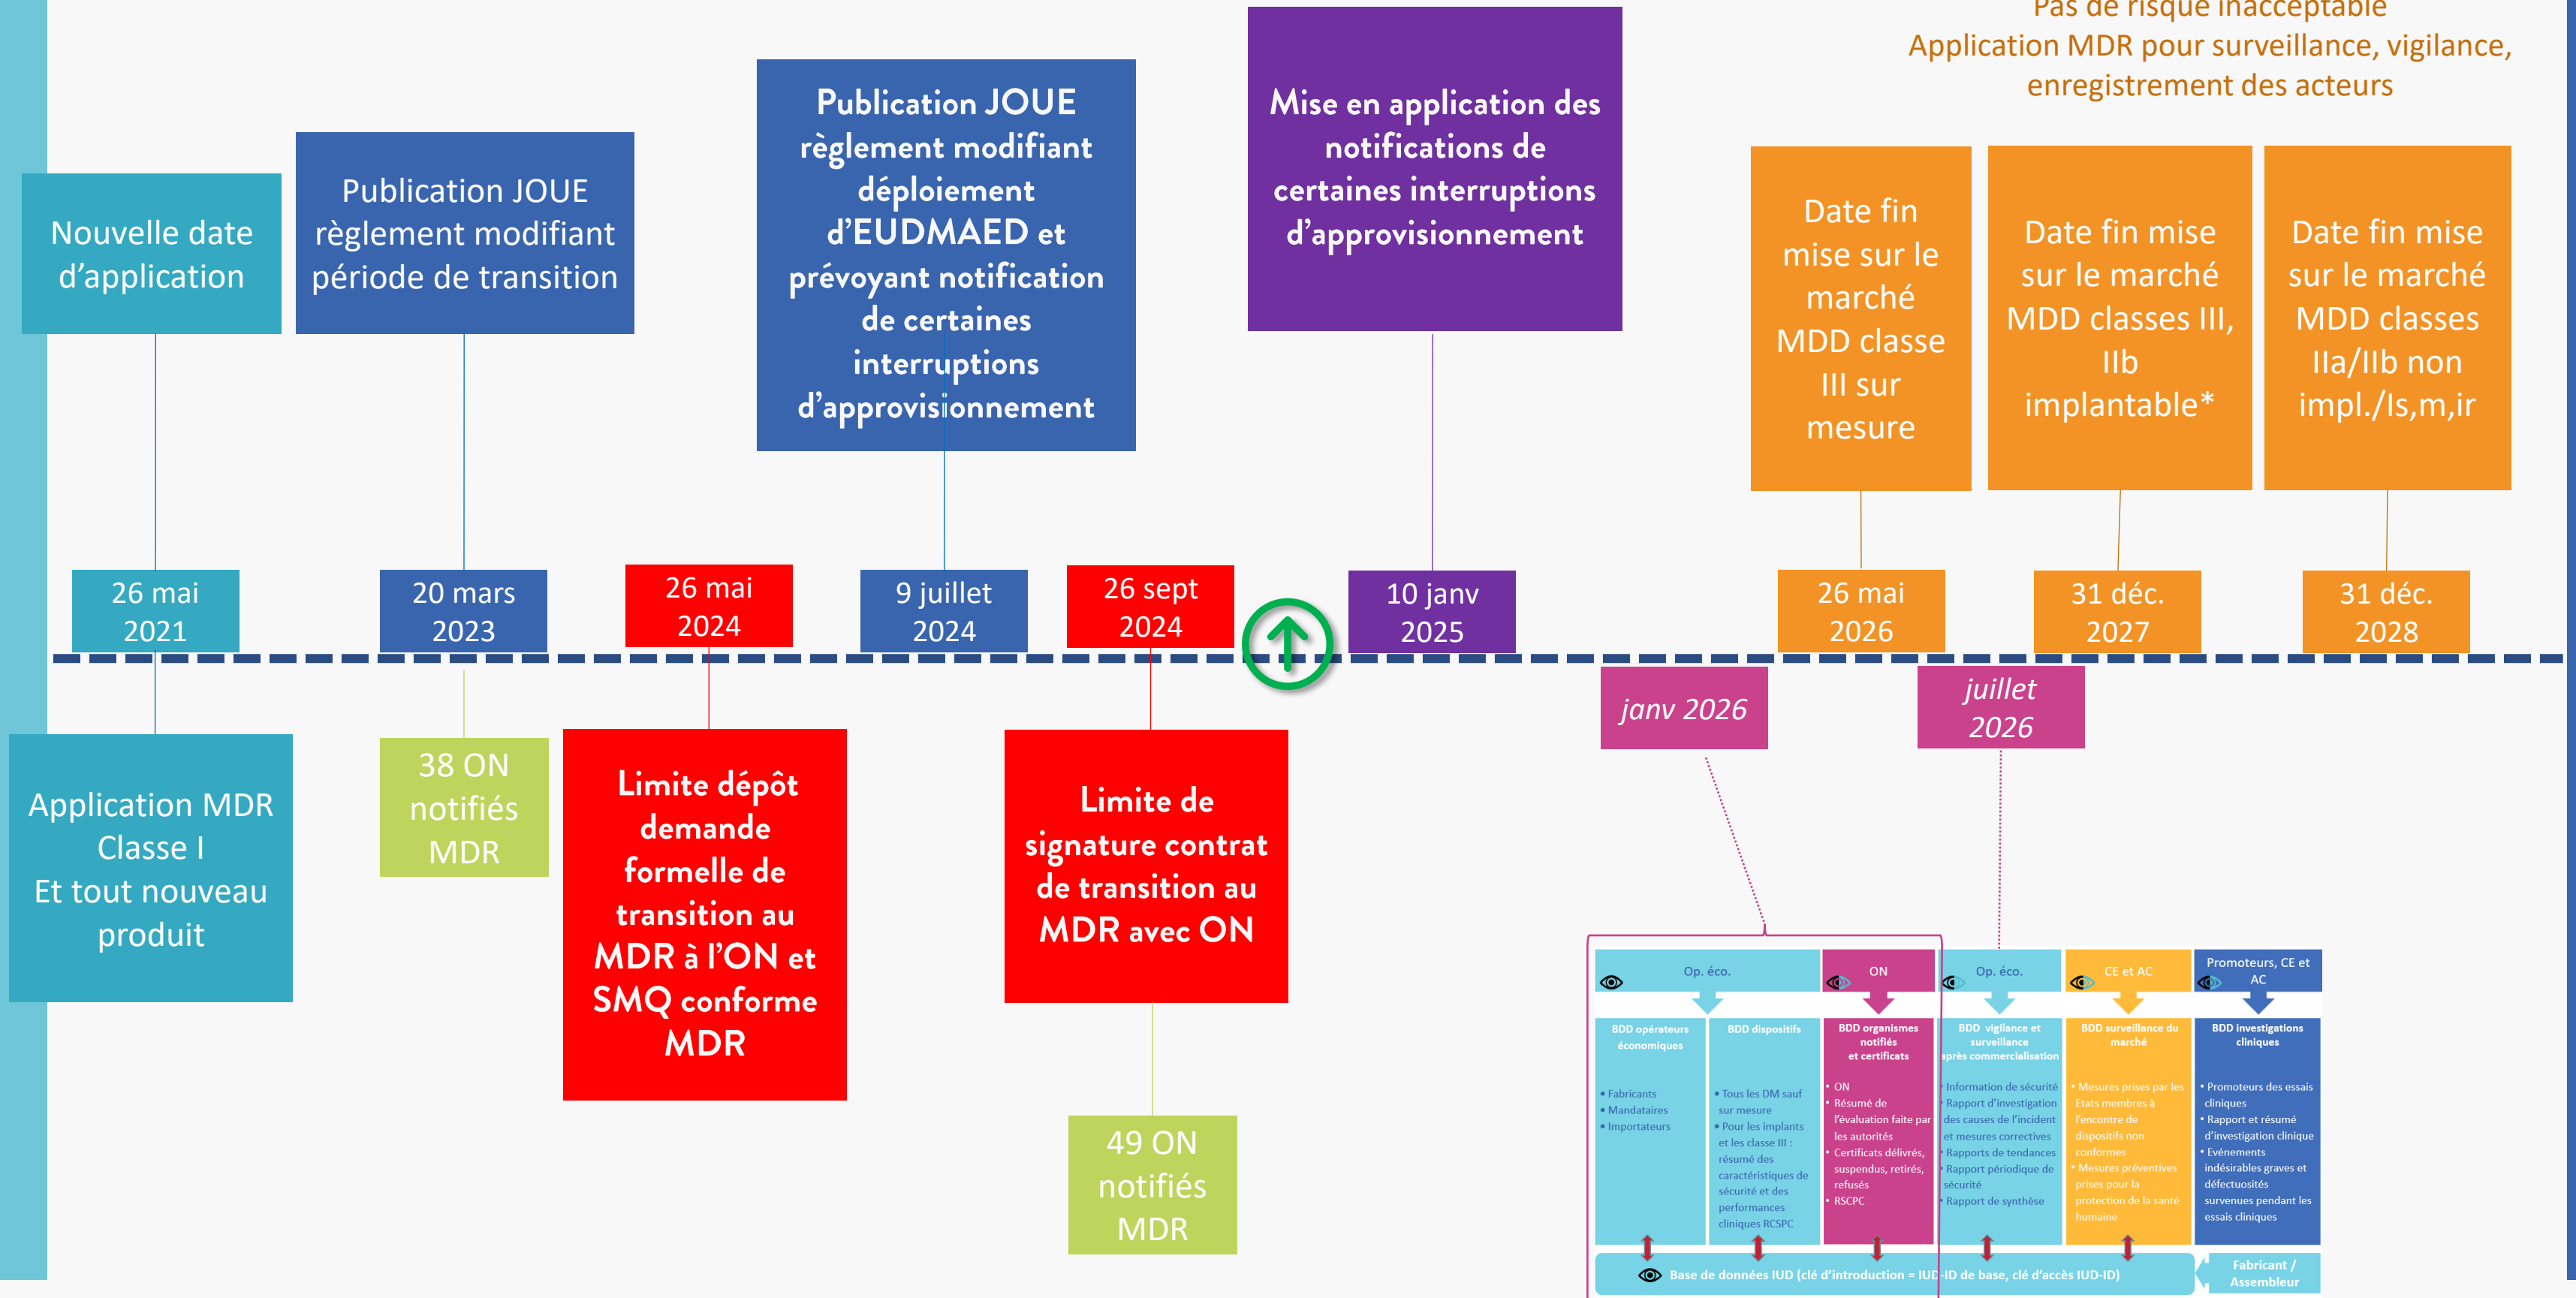 Pas de risque inacceptable
Application MDR pour surveillance, vigilance,
enregistrement des acteurs
Nouvelle date
d'application
Publication JOUE
règlement modifiant
période de transition
Publication JOUE
règlement modifiant
déploiement
d'EUDMAED et
prévoyant notification
de certaines
interruptions
d'approvisionnement
Mise en application des
notifications de
certaines interruptions
d'approvisionnement
Date fin
mise sur le
marché
MDD classe
III sur
mesure
Date fin mise
sur le marché
MDD classes III,
IIb
implantable*
Date fin mise
sur le marché
MDD classes
IIa/IIb non
impl./Is,m,ir
26 mai
2021
20 mars
2023
26 mai
2024
9 juillet
2024
26 sept
2024
10 janv
2025
26 mai
2026
31 déc.
2027
31 déc.
2028
janv 2026
juillet
2026
Application MDR
Classe I
Et tout nouveau
produit
38 ON
notifiés
MDR
Limite dépôt
demande
formelle de
transition au
MDR à l'ON et
SMQ conforme
MDR
Limite de
signature contrat
de transition au
MDR avec ON
49 ON
notifiés
MDR
Op. éco.
ON
Op. éco.
CE et AC
Promoteurs, CE et
AC
BDD opérateurs
économiques
• Fabricants
• Mandataires
• Importateurs
BDD dispositifs
• Tous les DM sauf
sur mesure
• Pour les implants
et les classe III :
résumé des
caractéristiques de
sécurité et des
performances
cliniques RCSPC
BDD organismes
notifiés
et certificats
• ON
• Résumé de
l'évaluation faite par
les autorités
• Certificats délivrés,
suspendus, retirés,
refusés
• RSCPC
BDD vigilance et
surveillance
après commercialisation
• Information de sécurité
• Rapport d'investigation
des causes de l'incident
et mesures correctives
• Rapports de tendances
• Rapport périodique de
sécurité
• Rapport de synthèse
BDD surveillance du
marché
• Mesures prises par les
Etats membres à
l'encontre de
dispositifs non
conformes
• Mesures préventives
prises pour la
protection de la santé
humaine
BDD investigations
cliniques
• Promoteurs des essais
cliniques
• Rapport et résumé
d'investigation clinique
• Evénements
indésirables graves et
défectuosités
survenues pendant les
essais cliniques
Base de données IUD (clé d'introduction = IUD-ID de base, clé d'accès IUD-ID)
Fabricant /
Assembleur